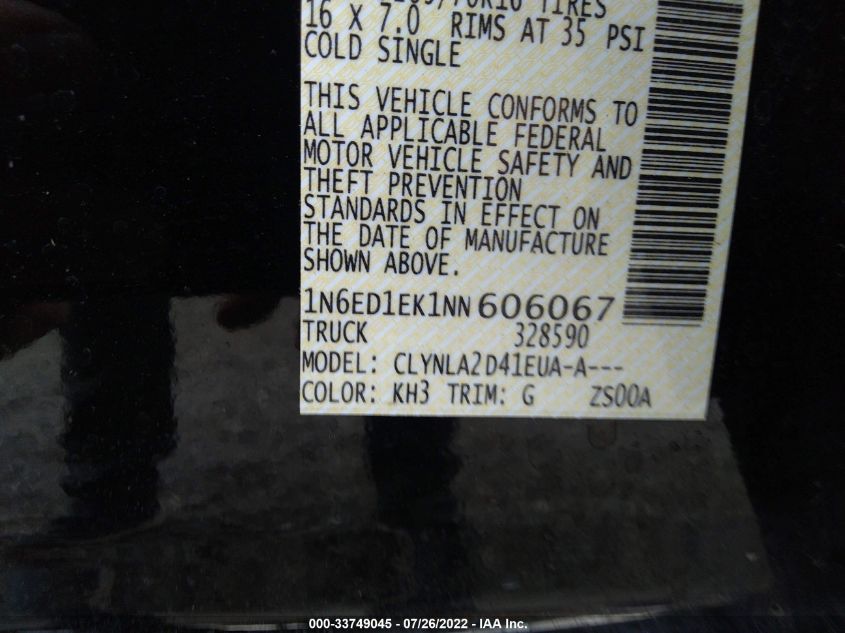 TIRES
16 X 7.0 RIMS AT 35 PSI
COLD SINGLE
THIS VEHICLE CONFORMS TO
ALL APPLICABLE FEDERAL
MOTOR VEHICLE SAFETY AND
THEFT PREVENTION
STANDARDS IN EFFECT ON
THE DATE OF MANUFACTURE
SHOWN ABOVE.
1N6ED1EK1NN606067
TRUCK 328590
MODEL: CLYNLA2D41EUA-A---
COLOR: KH3 TRIM: G ZS00A
000-33749045 - 07/26/2022 - IAA Inc.